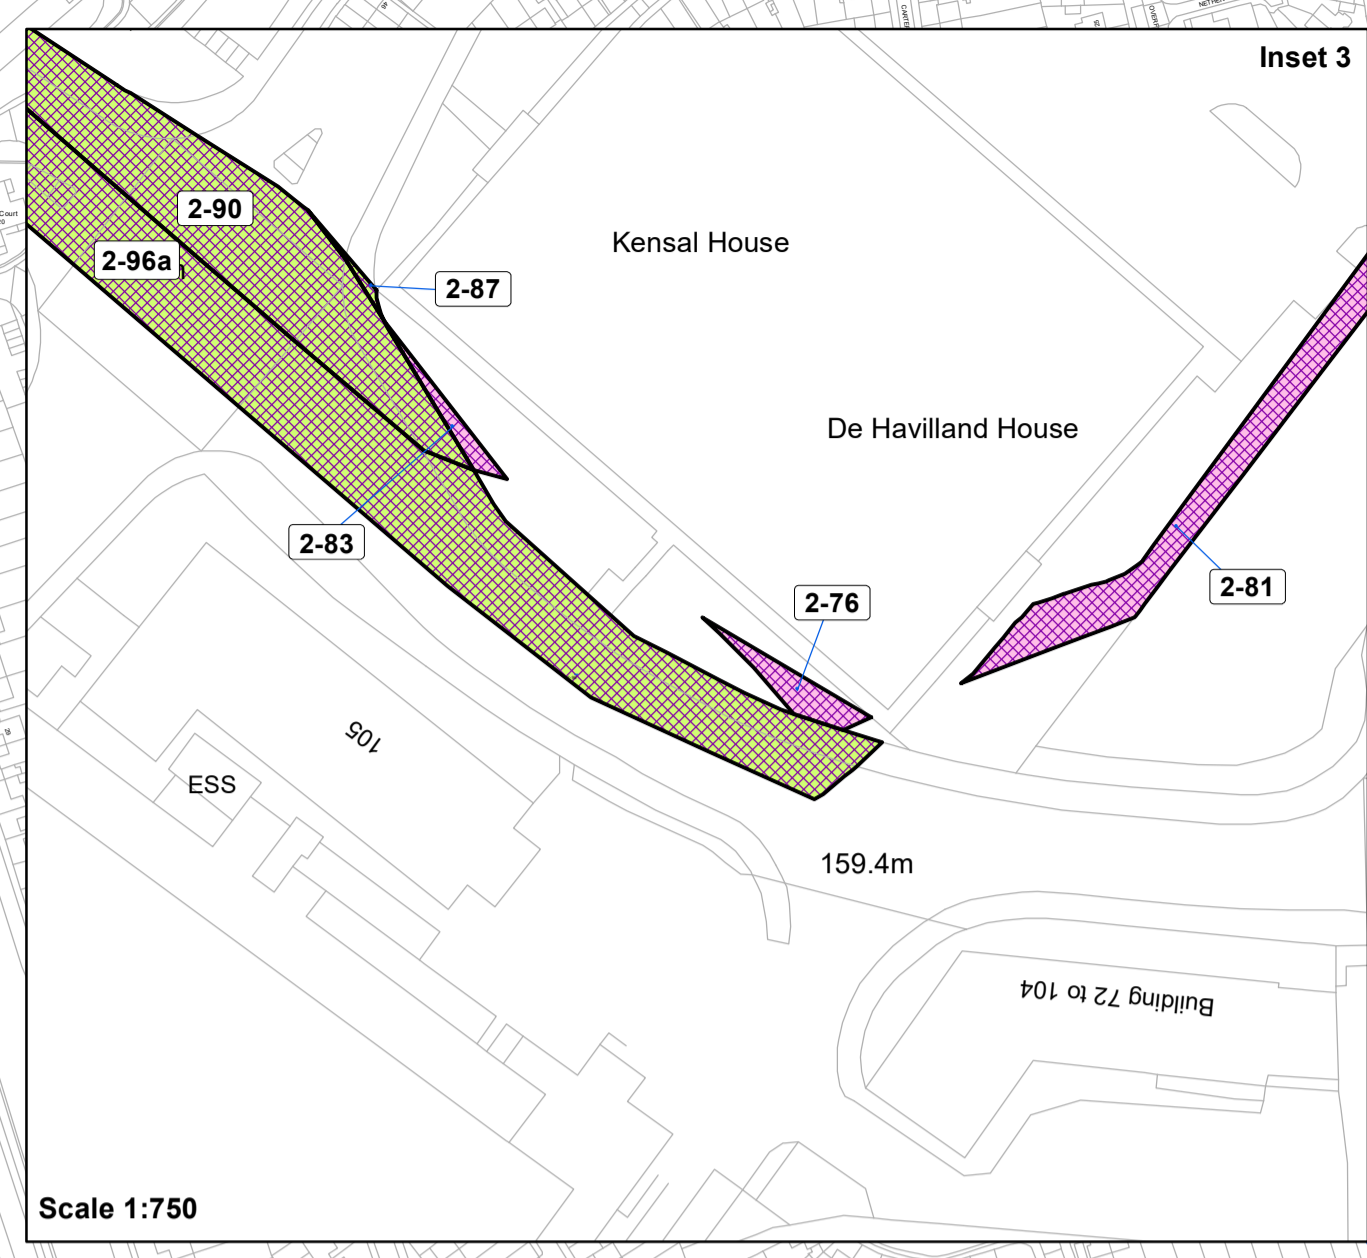 Inset 3
2-90
Court
2-96a
Kensal House
2-87
De Havilland House
2-83
2-76
2-81
105
ESS
159.4m
Building 72 to 104
Scale 1:750